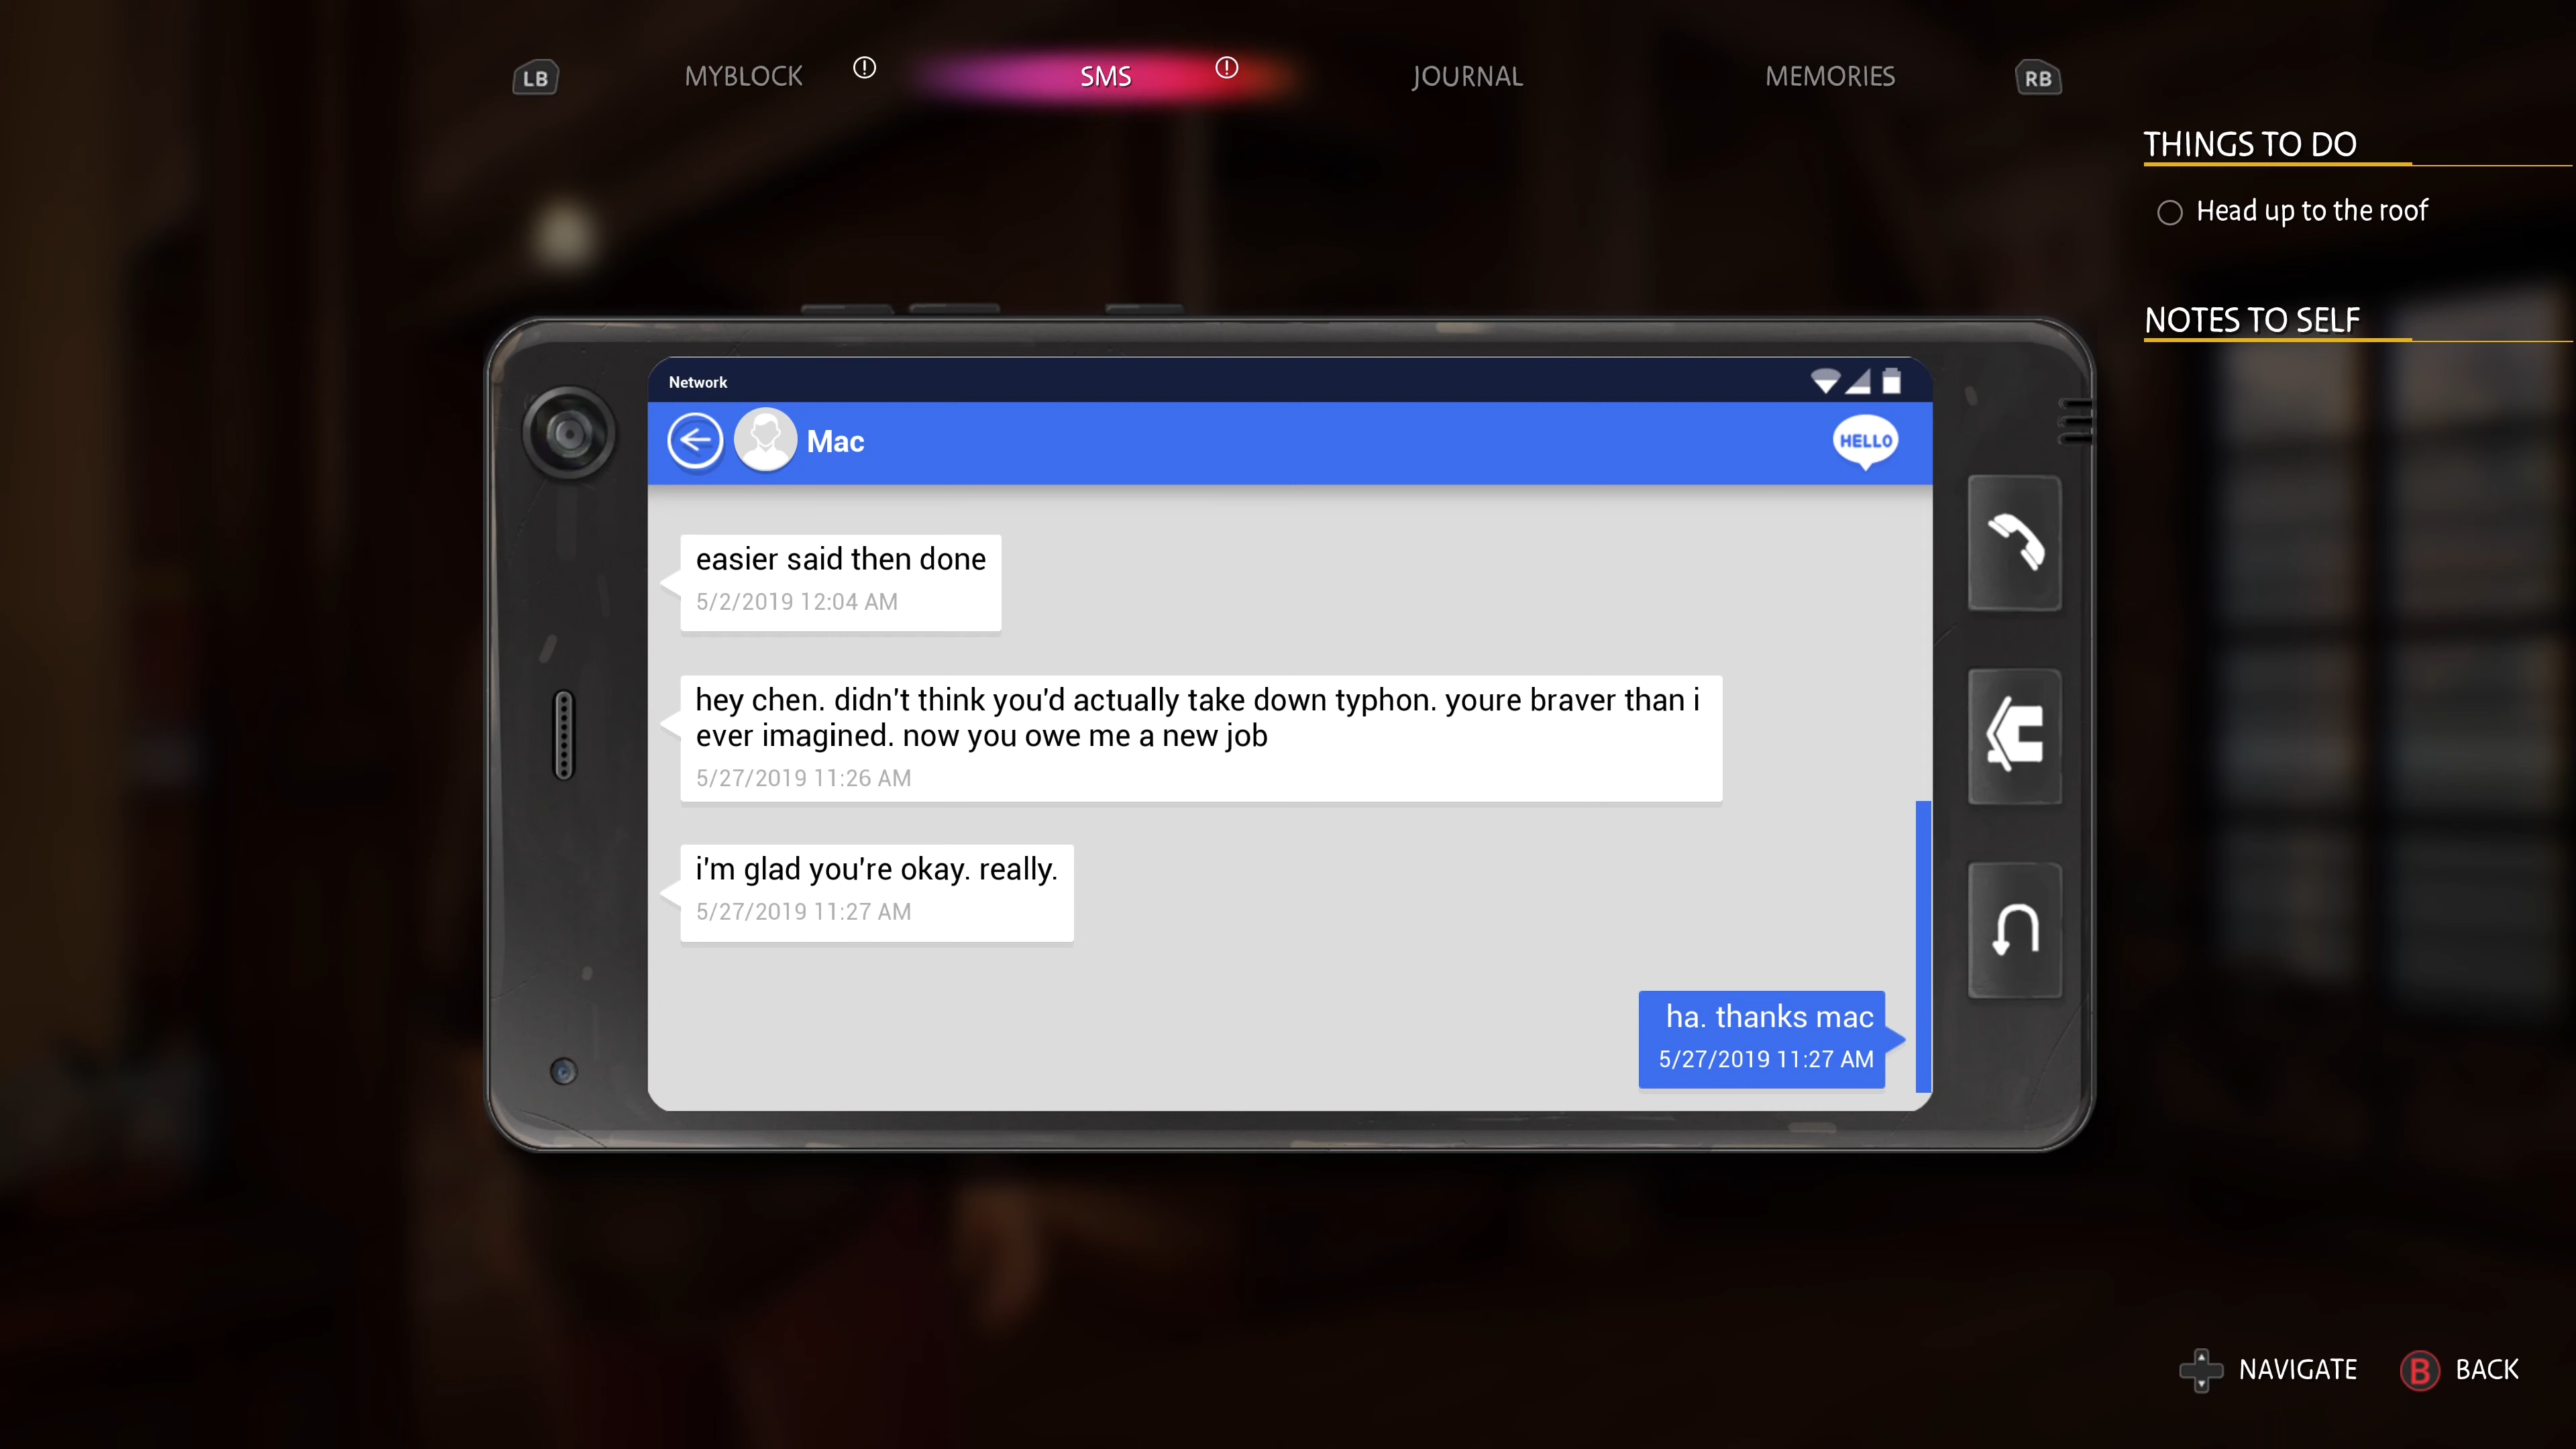 LB
MYBLOCK
SMS
JOURNAL
MEMORIES
RB
THINGS TO DO
Head up to the roof
NOTES TO SELF
Network
Mac
HELLO
easier said then done
5/2/2019 12:04 AM
hey chen. didn't think you'd actually take down typhon. youre braver than i
ever imagined. now you owe me a new job
5/27/2019 11:26 AM
i'm glad you're okay. really.
5/27/2019 11:27 AM
ha. thanks mac
5/27/2019 11:27 AM
NAVIGATE
B BACK